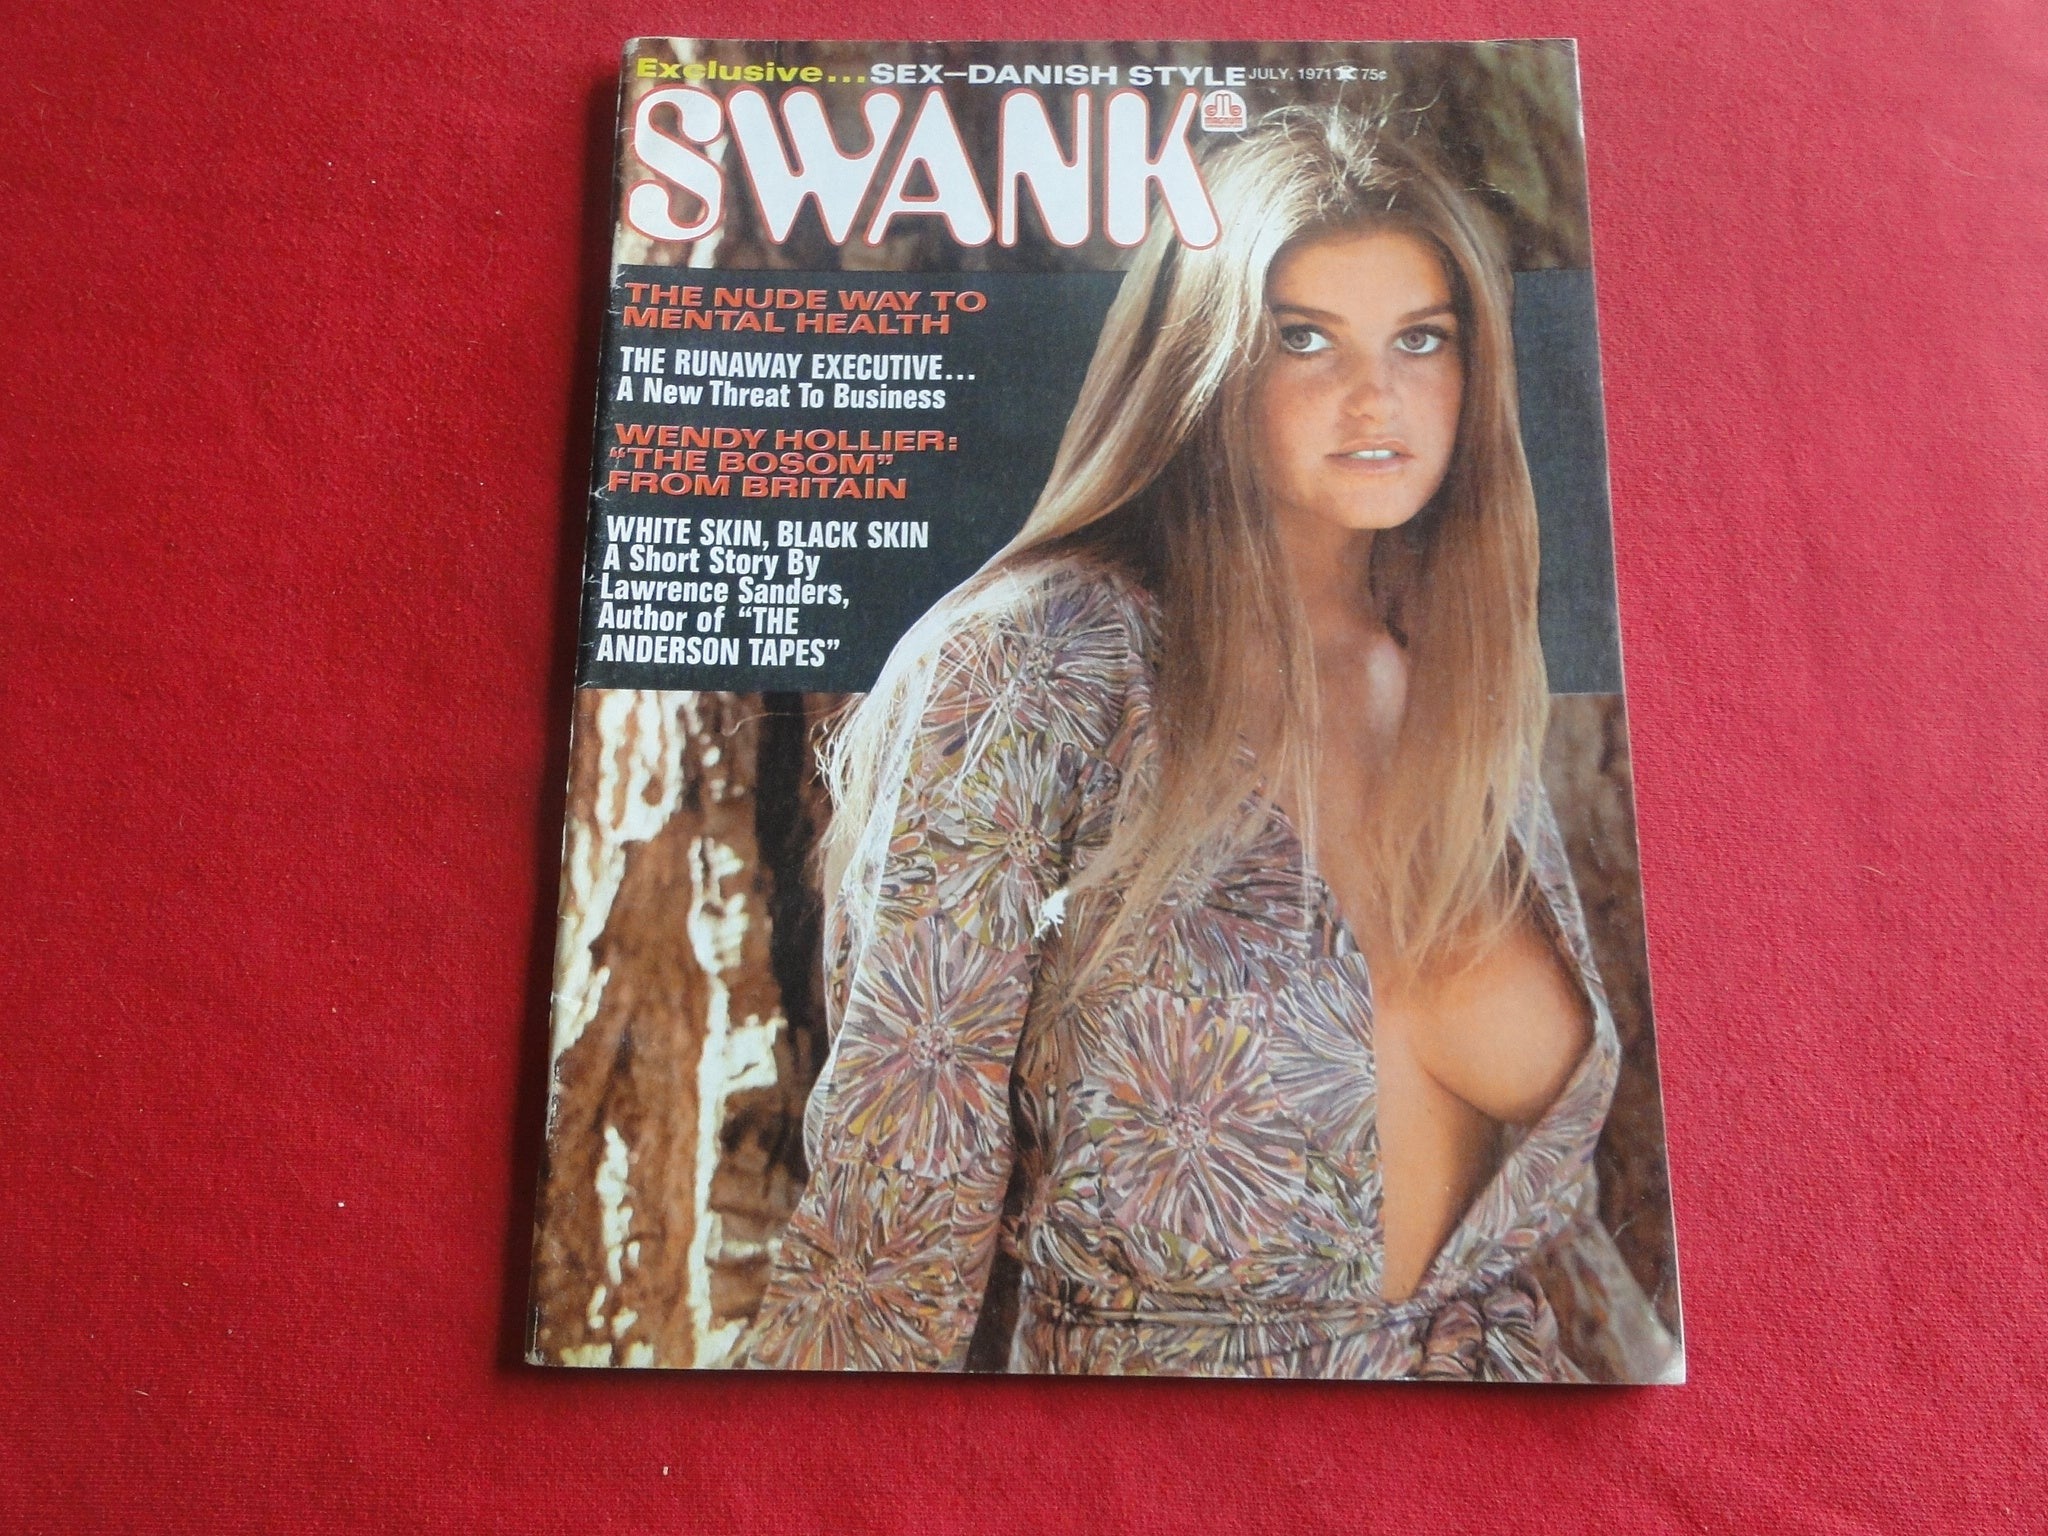 Exclusive... SEX—DANISH STYLE JULY, 1971 K 75¢
SWANK
MAGNUM
THE NUDE WAY TO
MENTAL HEALTH
THE RUNAWAY EXECUTIVE...
A New Threat To Business
WENDY HOLLIER:
“THE BOSOM”
FROM BRITAIN
WHITE SKIN, BLACK SKIN
A Short Story By
Lawrence Sanders,
Author of “THE
ANDERSON TAPES”